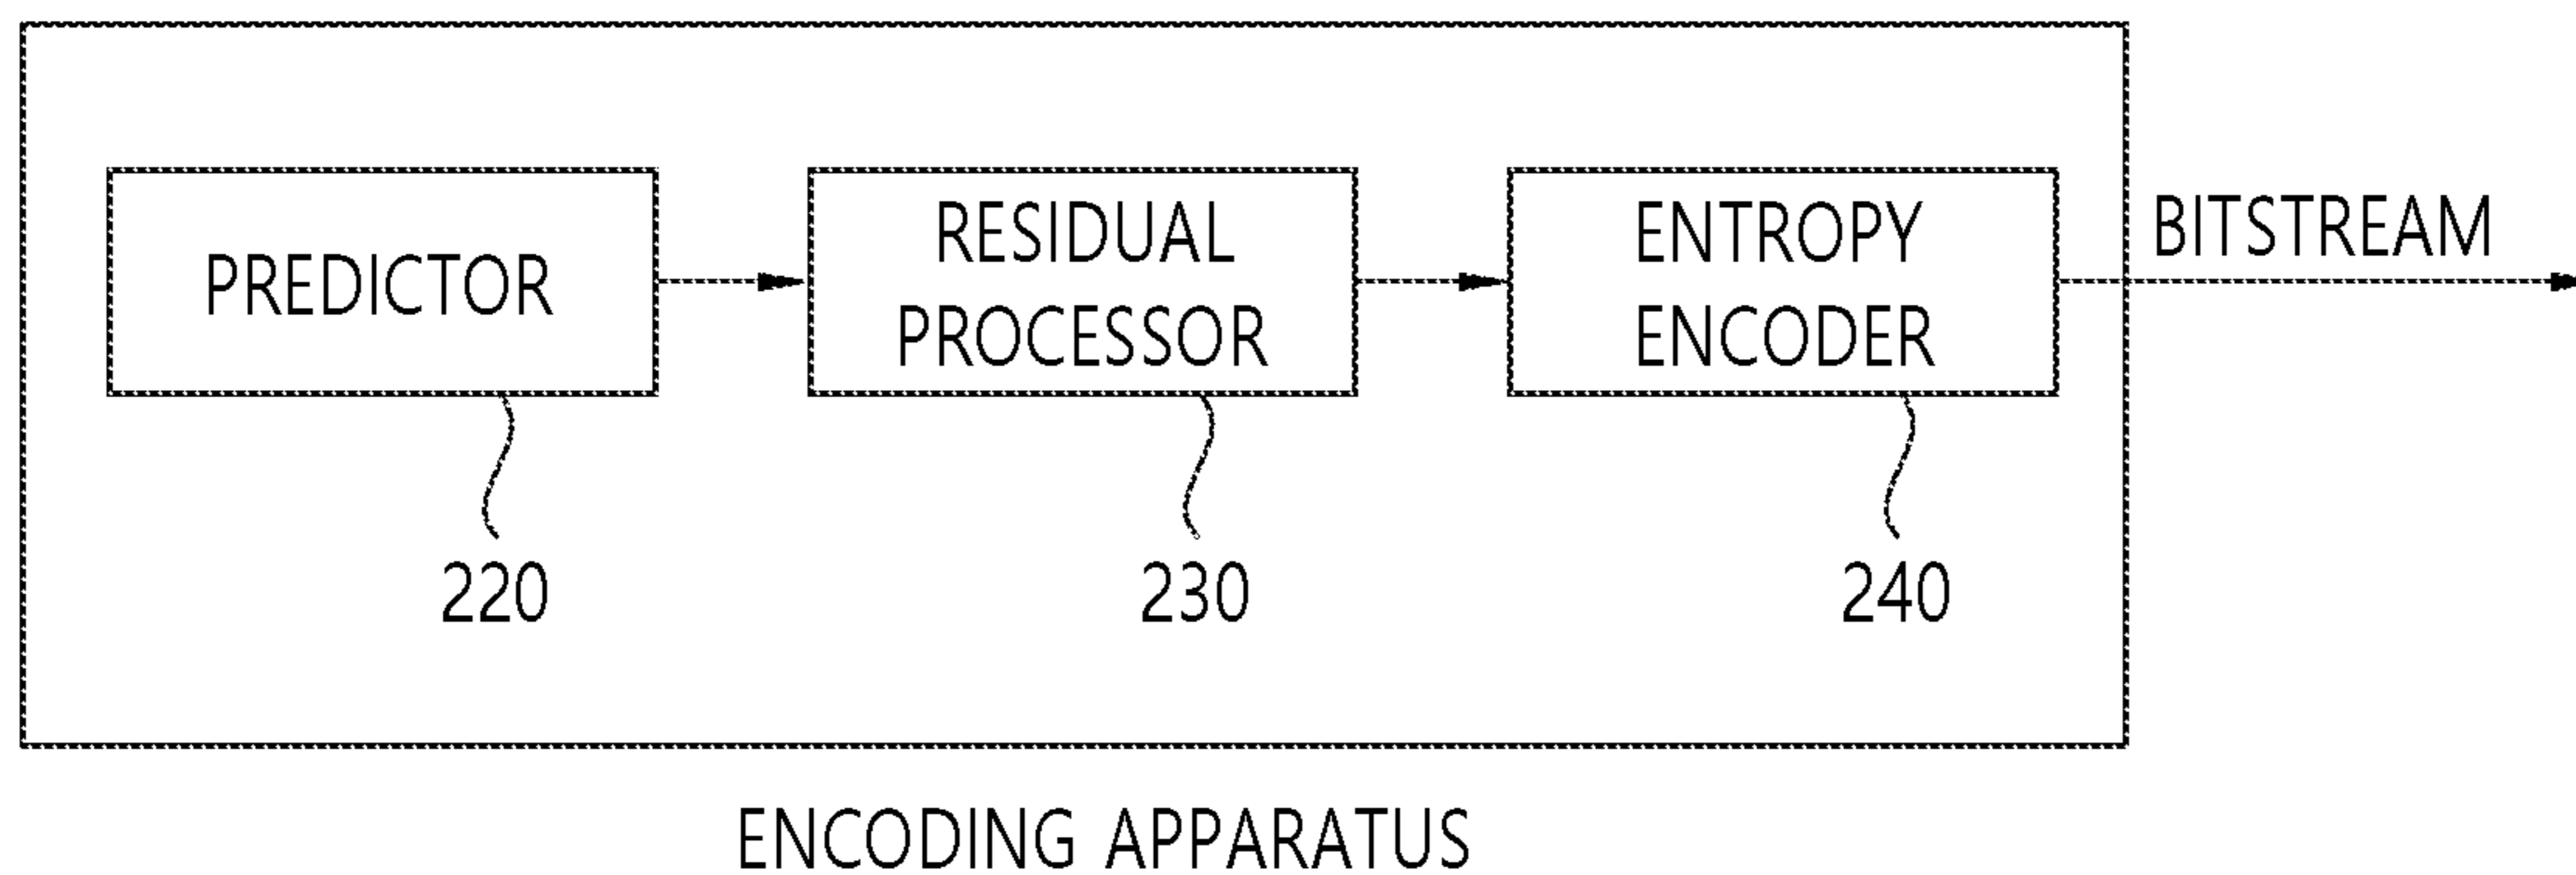 PREDICTOR
RESIDUAL
PROCESSOR
ENTROPY
ENCODER
BITSTREAM
220
230
240
ENCODING APPARATUS